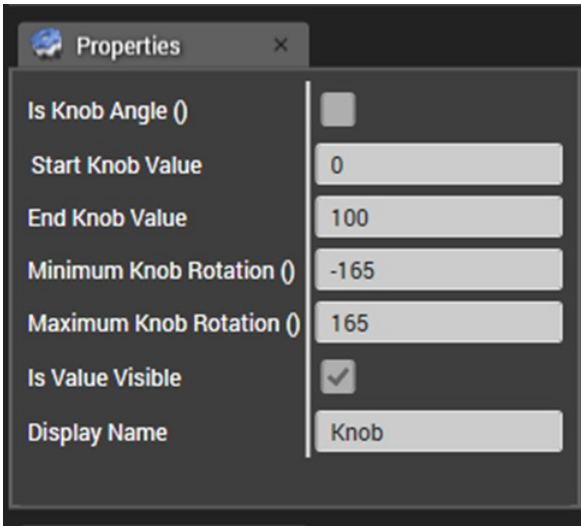 Properties ×
Is Knob Angle ()
Start Knob Value 0
End Knob Value 100
Minimum Knob Rotation () -165
Maximum Knob Rotation () 165
Is Value Visible
Display Name Knob